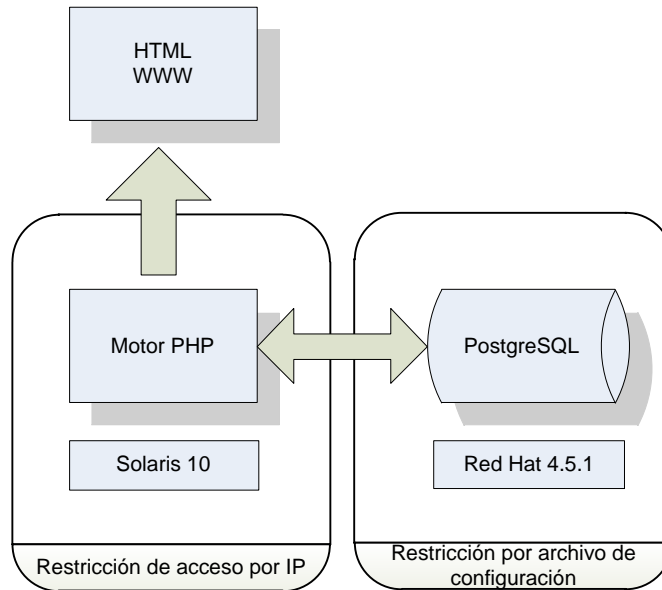 HTML
WWW
Motor PHP
PostgreSQL
Solaris 10
Red Hat 4.5.1
Restricción de acceso por IP
Restricción por archivo de
configuración